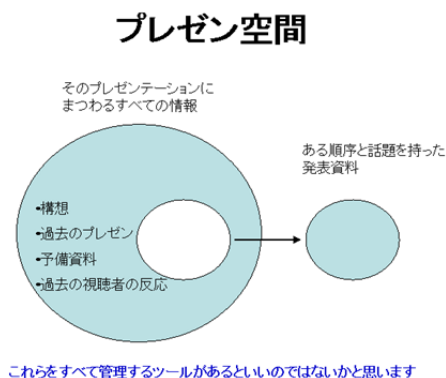 プレゼン空間
そのプレゼンテーションに
まつわるすべての情報
ある順序と話題を持った
発表資料
・構想
・過去のプレゼン
・予備資料
・過去の視聴者の反応
これらをすべて管理するツールがあるといいのではないかと思います